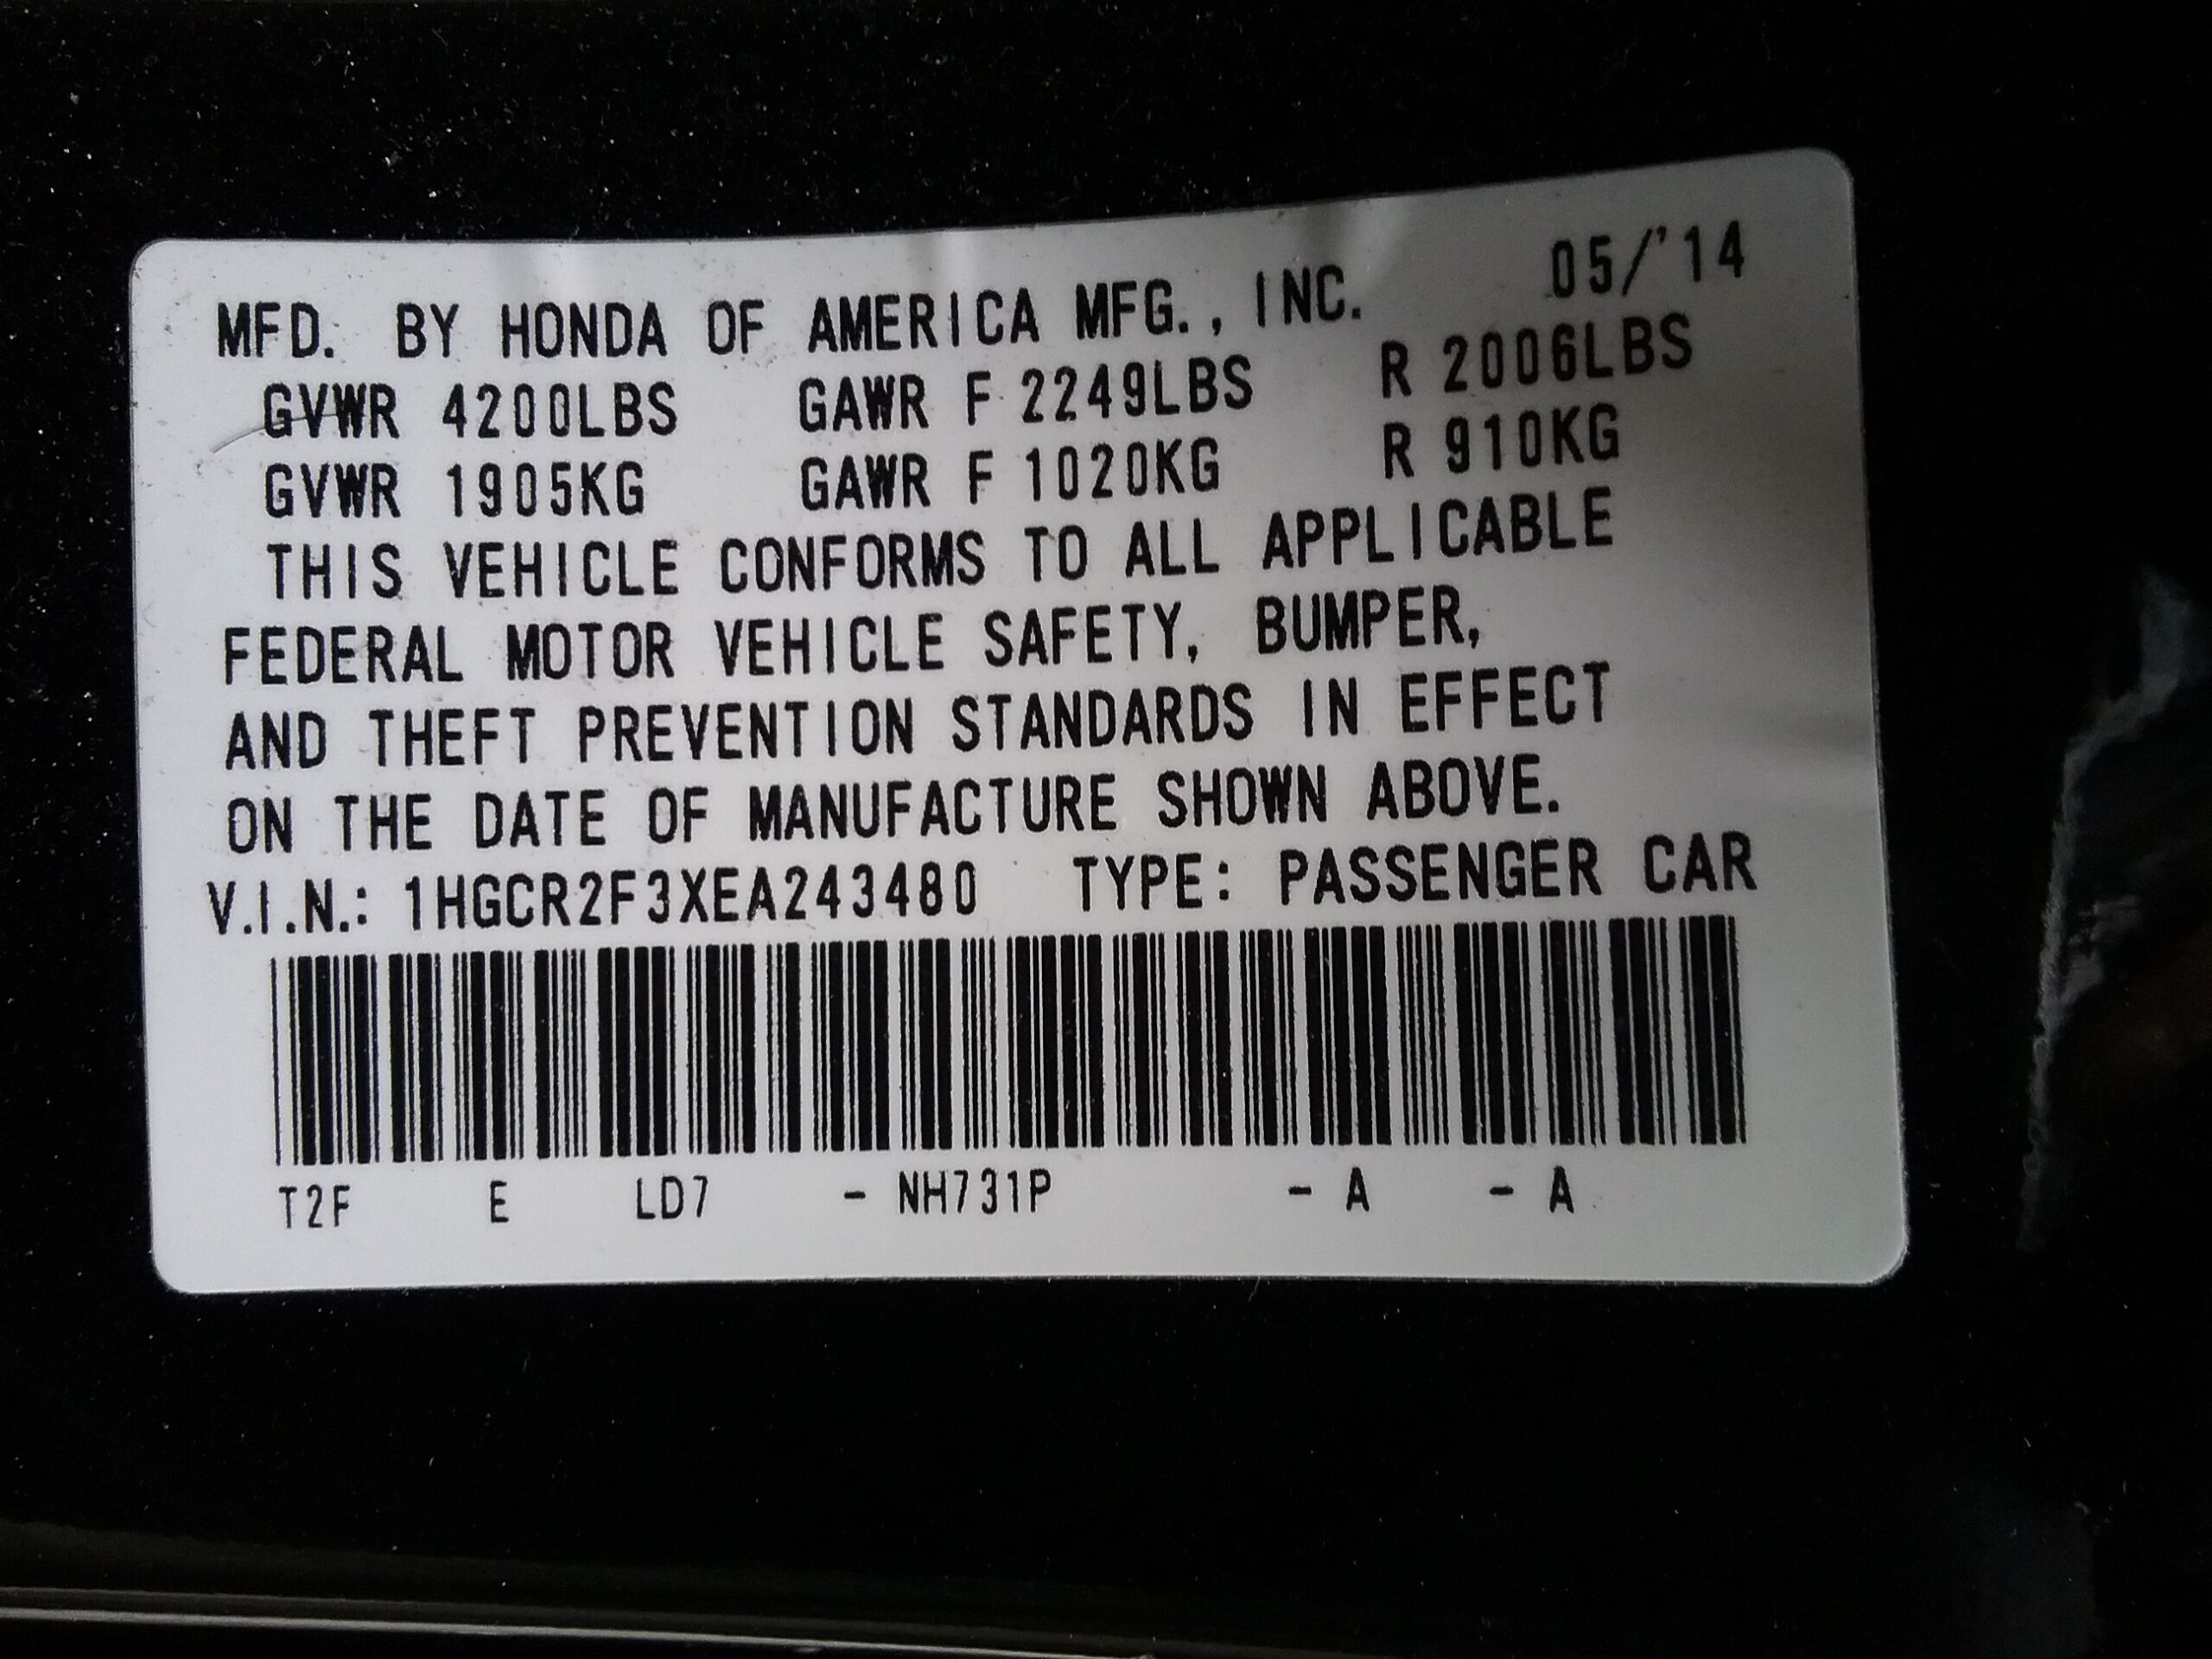 MFD. BY HONDA OF AMERICA MFG., INC. 05/'14
GVWR 4200LBS GAWR F 2249LBS R 2006LBS
GVWR 1905KG GAWR F 1020KG R 910KG
THIS VEHICLE CONFORMS TO ALL APPLICABLE
FEDERAL MOTOR VEHICLE SAFETY, BUMPER,
AND THEFT PREVENTION STANDARDS IN EFFECT
ON THE DATE OF MANUFACTURE SHOWN ABOVE.
V.I.N.: 1HGCR2F3XEA243480 TYPE: PASSENGER CAR
T2F E LD7 - NH731P - A - A